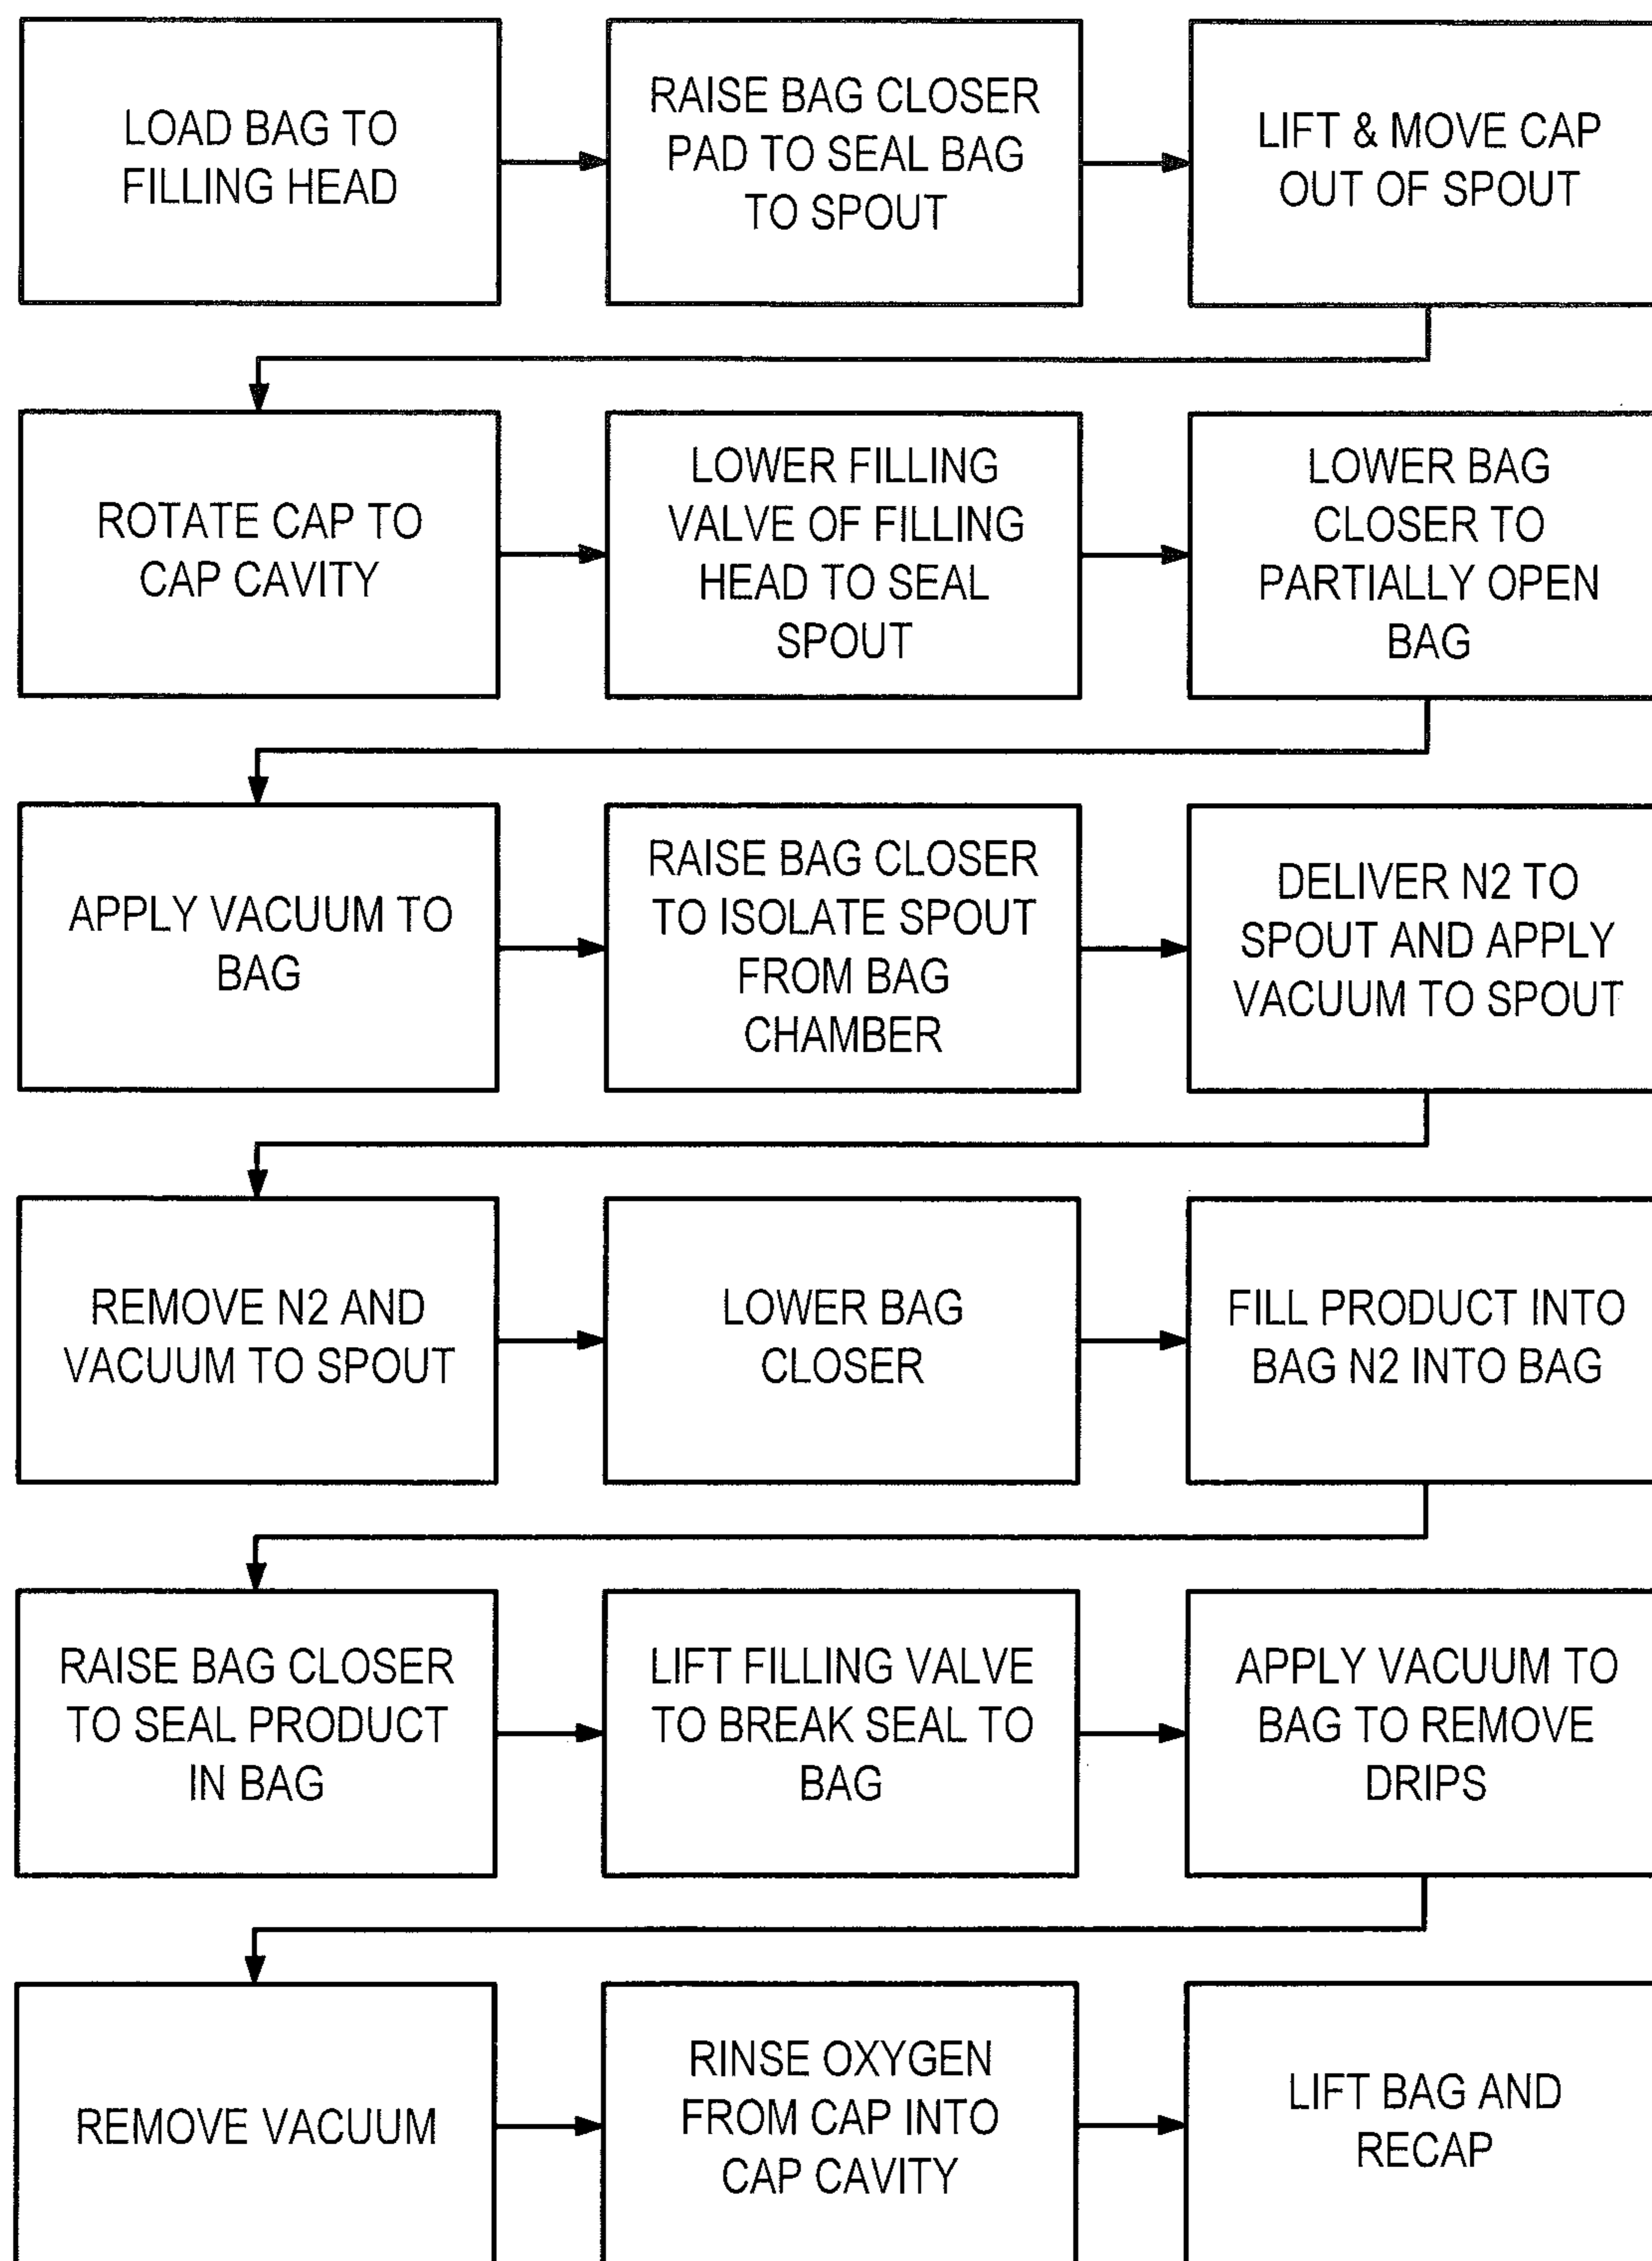 LOAD BAG TO
FILLING HEAD
RAISE BAG CLOSER
PAD TO SEAL BAG
TO SPOUT
LIFT & MOVE CAP
OUT OF SPOUT
ROTATE CAP TO
CAP CAVITY
LOWER FILLING
VALVE OF FILLING
HEAD TO SEAL
SPOUT
LOWER BAG
CLOSER TO
PARTIALLY OPEN
BAG
APPLY VACUUM TO
BAG
RAISE BAG CLOSER
TO ISOLATE SPOUT
FROM BAG
CHAMBER
DELIVER N2 TO
SPOUT AND APPLY
VACUUM TO SPOUT
REMOVE N2 AND
VACUUM TO SPOUT
LOWER BAG
CLOSER
FILL PRODUCT INTO
BAG N2 INTO BAG
RAISE BAG CLOSER
TO SEAL PRODUCT
IN BAG
LIFT FILLING VALVE
TO BREAK SEAL TO
BAG
APPLY VACUUM TO
BAG TO REMOVE
DRIPS
REMOVE VACUUM
RINSE OXYGEN
FROM CAP INTO
CAP CAVITY
LIFT BAG AND
RECAP